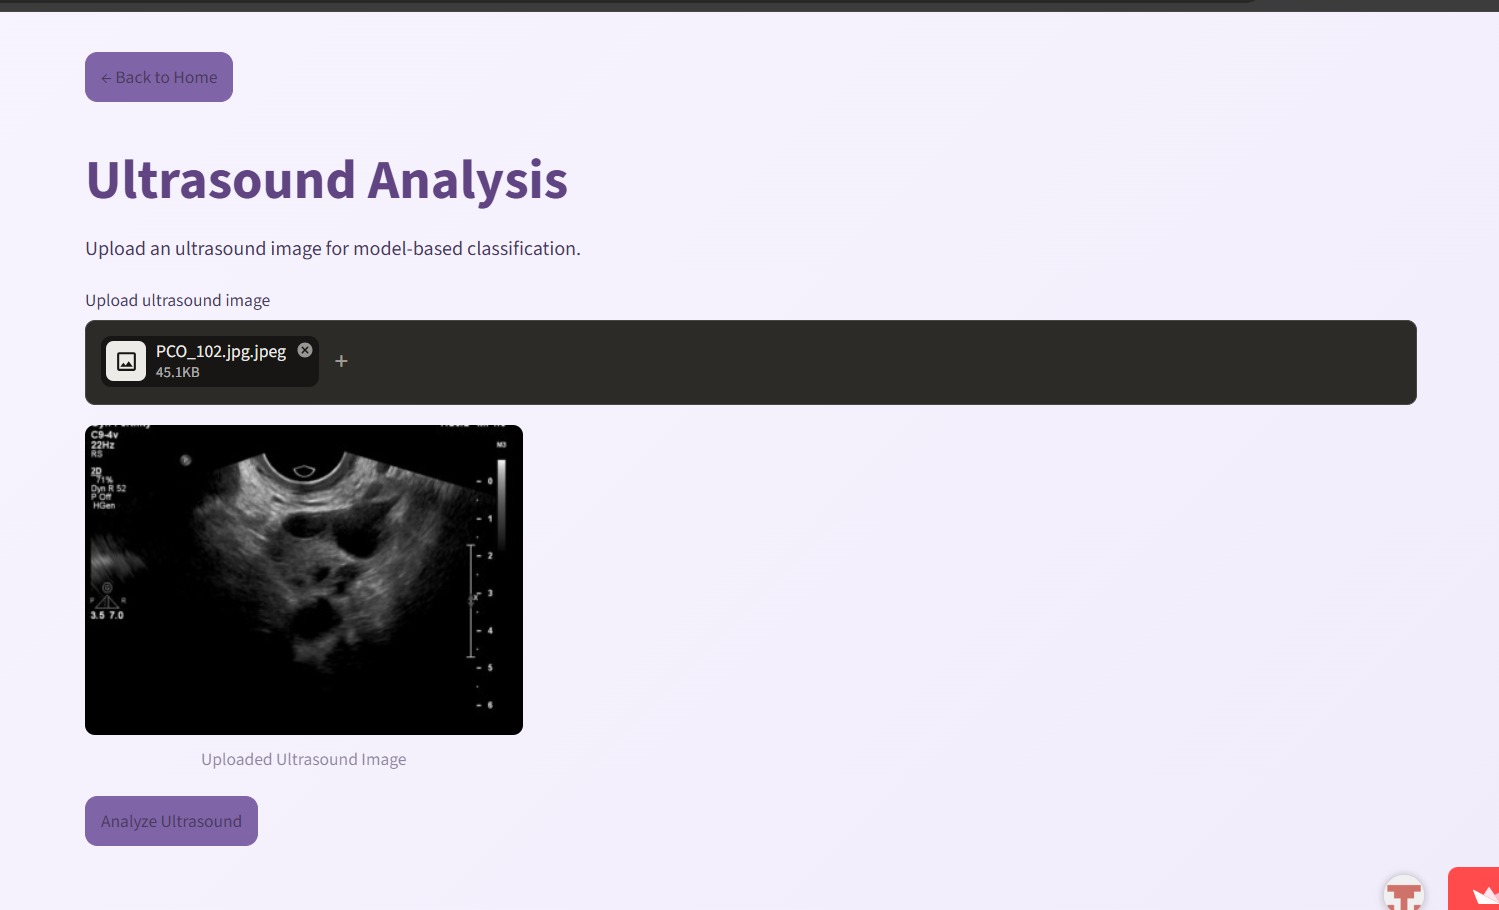 ← Back to Home
Ultrasound Analysis
Upload an ultrasound image for model-based classification.
Upload ultrasound image
PCO_102.jpg.jpeg
45.1KB
+
C9-4v
22Hz
RS
2D
71%
Dyn R 52
P Off
HGen
P R
3.5 7.0
M3
0
1
2
3
4
5
6
Uploaded Ultrasound Image
Analyze Ultrasound